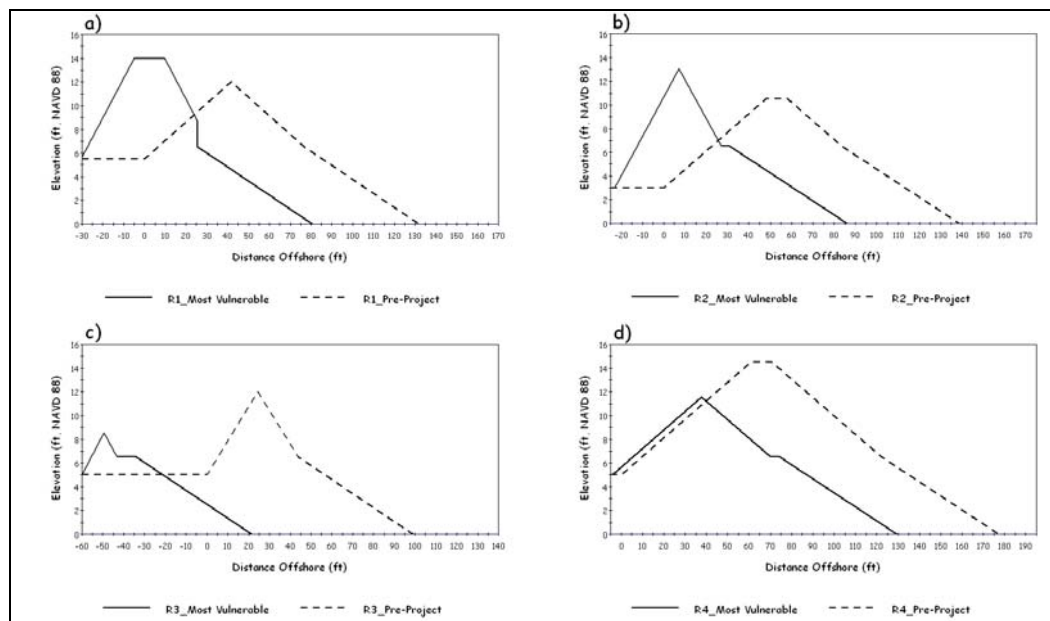 a)
Elevation (ft. NAVD 88)
16
14
12
10
8
6
4
2
0
-30 -20 -10 0 10 20 30 40 50 60 70 80 90 100 110 120 130 140 150 160 170
Distance Offshore (ft)
R1_Most Vulnerable R1_Pre-Project
b)
Elevation (ft. NAVD 88)
16
14
12
10
8
6
4
2
0
-20 -10 0 10 20 30 40 50 60 70 80 90 100 110 120 130 140 150 160 170
Distance Offshore (ft)
R2_Most Vulnerable R2_Pre-Project
c)
Elevation (ft. NAVD 88)
16
14
12
10
8
6
4
2
0
-60 -50 -40 -30 -20 -10 0 10 20 30 40 50 60 70 80 90 100 110 120 130 140
Distance Offshore (ft)
R3_Most Vulnerable R3_Pre-Project
d)
Elevation (ft. NAVD 88)
16
14
12
10
8
6
4
2
0
0 10 20 30 40 50 60 70 80 90 100 110 120 130 140 150 160 170 180 190
Distance Offshore (ft)
R4_Most Vulnerable R4_Pre-Project